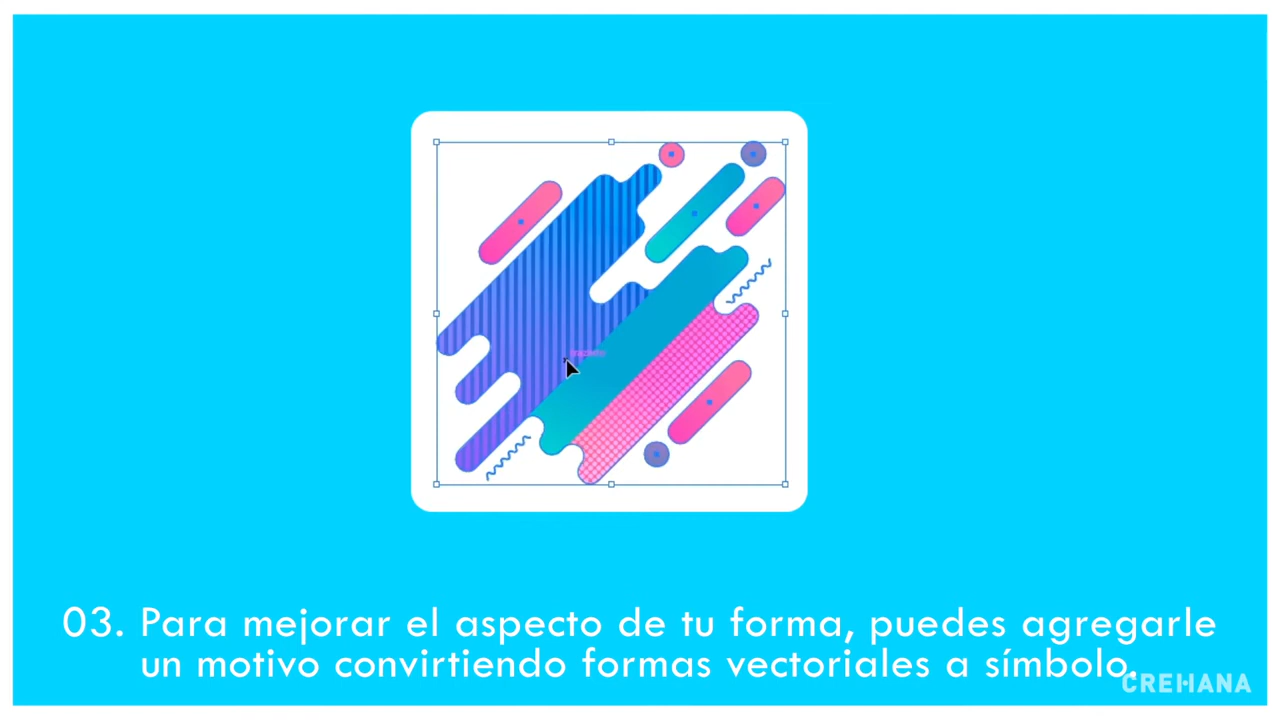 03. Para mejorar el aspecto de tu forma, puedes agregarle
un motivo convirtiendo formas vectoriales a símbolo.
CREHANA